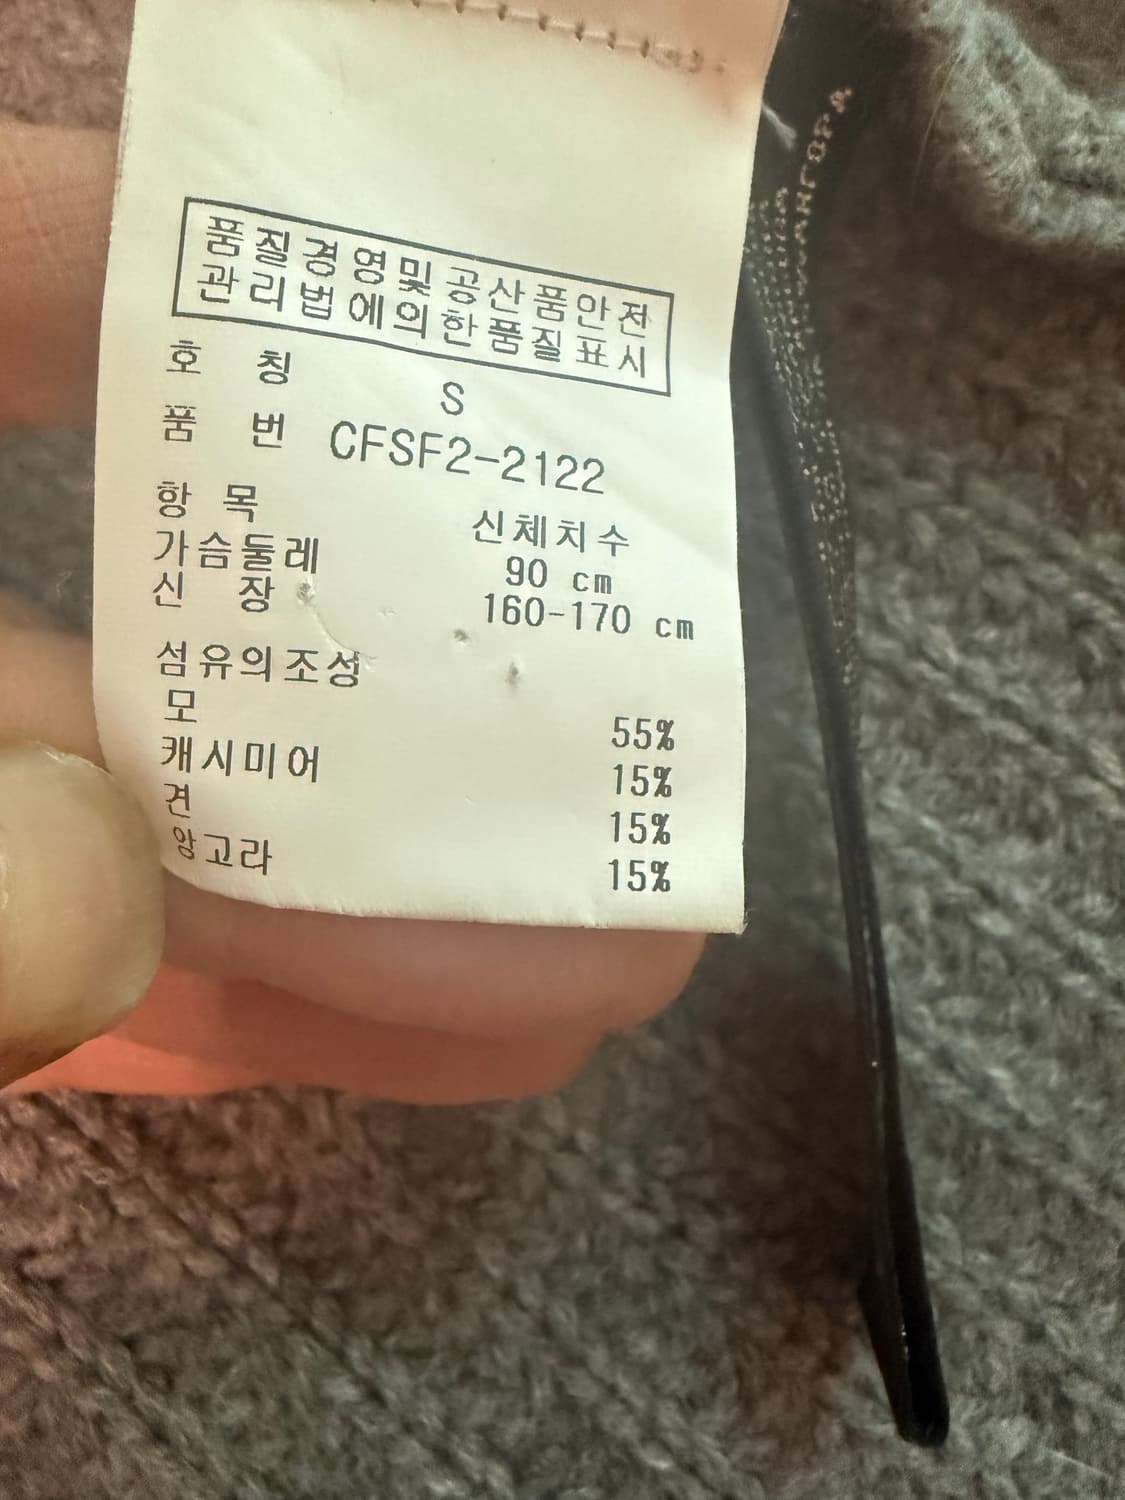 품질경영및공산품안전
관리법에의한품질표시
호 칭 S
품 번 CFSF2-2122
항 목 신체치수
가슴둘레 90 cm
신 장 160-170 cm
섬유의조성
모 55%
캐시미어 15%
견 15%
앙고라 15%